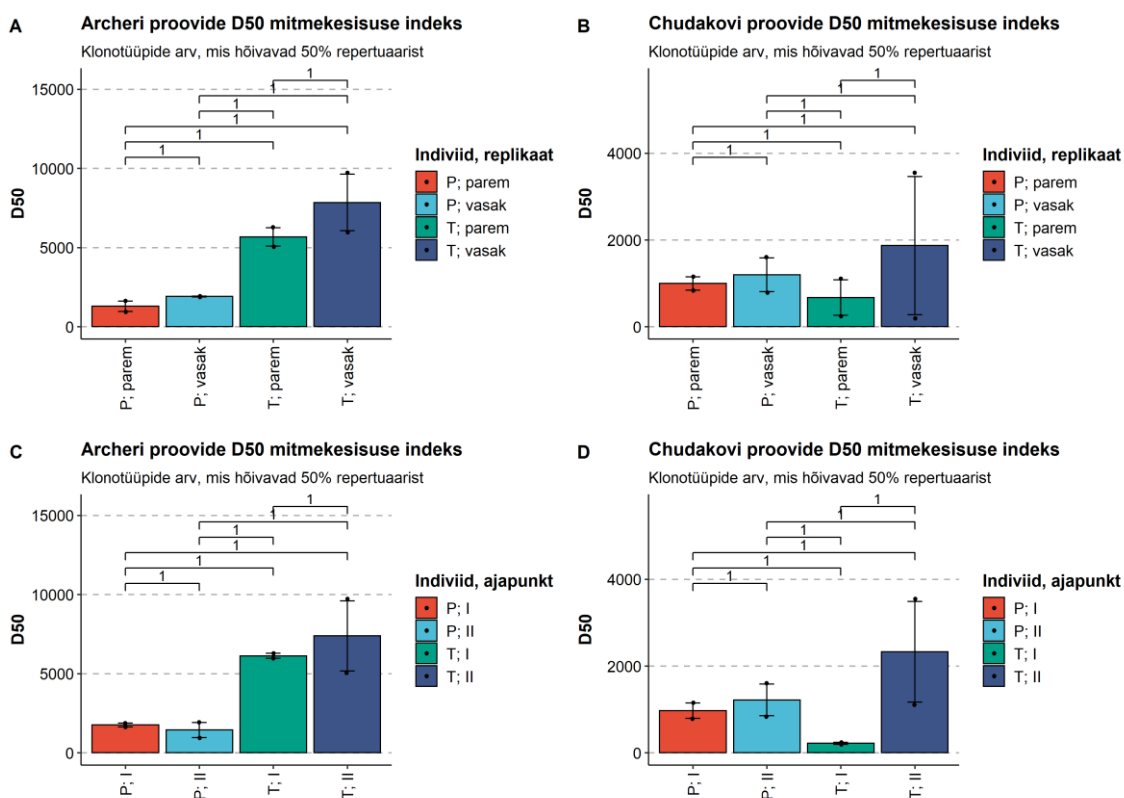 A
Archeri proovide D50 mitmekesisuse indeks
Klonotüüpide arv, mis hõivavad 50% repertuaarist
15000
10000
5000
0
D50
1
1
1
1
1
1
P; parem
P; vasak
T; parem
T; vasak
Indiviid, replikaat
P; parem
P; vasak
T; parem
T; vasak
B
Chudakovi proovide D50 mitmekesisuse indeks
Klonotüüpide arv, mis hõivavad 50% repertuaarist
4000
2000
0
D50
1
1
1
1
1
1
P; parem
P; vasak
T; parem
T; vasak
Indiviid, replikaat
P; parem
P; vasak
T; parem
T; vasak
C
Archeri proovide D50 mitmekesisuse indeks
Klonotüüpide arv, mis hõivavad 50% repertuaarist
15000
10000
5000
0
D50
1
1
1
1
1
1
P; I
P; II
T; I
T; II
Indiviid, ajapunkt
P; I
P; II
T; I
T; II
D
Chudakovi proovide D50 mitmekesisuse indeks
Klonotüüpide arv, mis hõivavad 50% repertuaarist
4000
2000
0
D50
1
1
1
1
1
1
P; I
P; II
T; I
T; II
Indiviid, ajapunkt
P; I
P; II
T; I
T; II